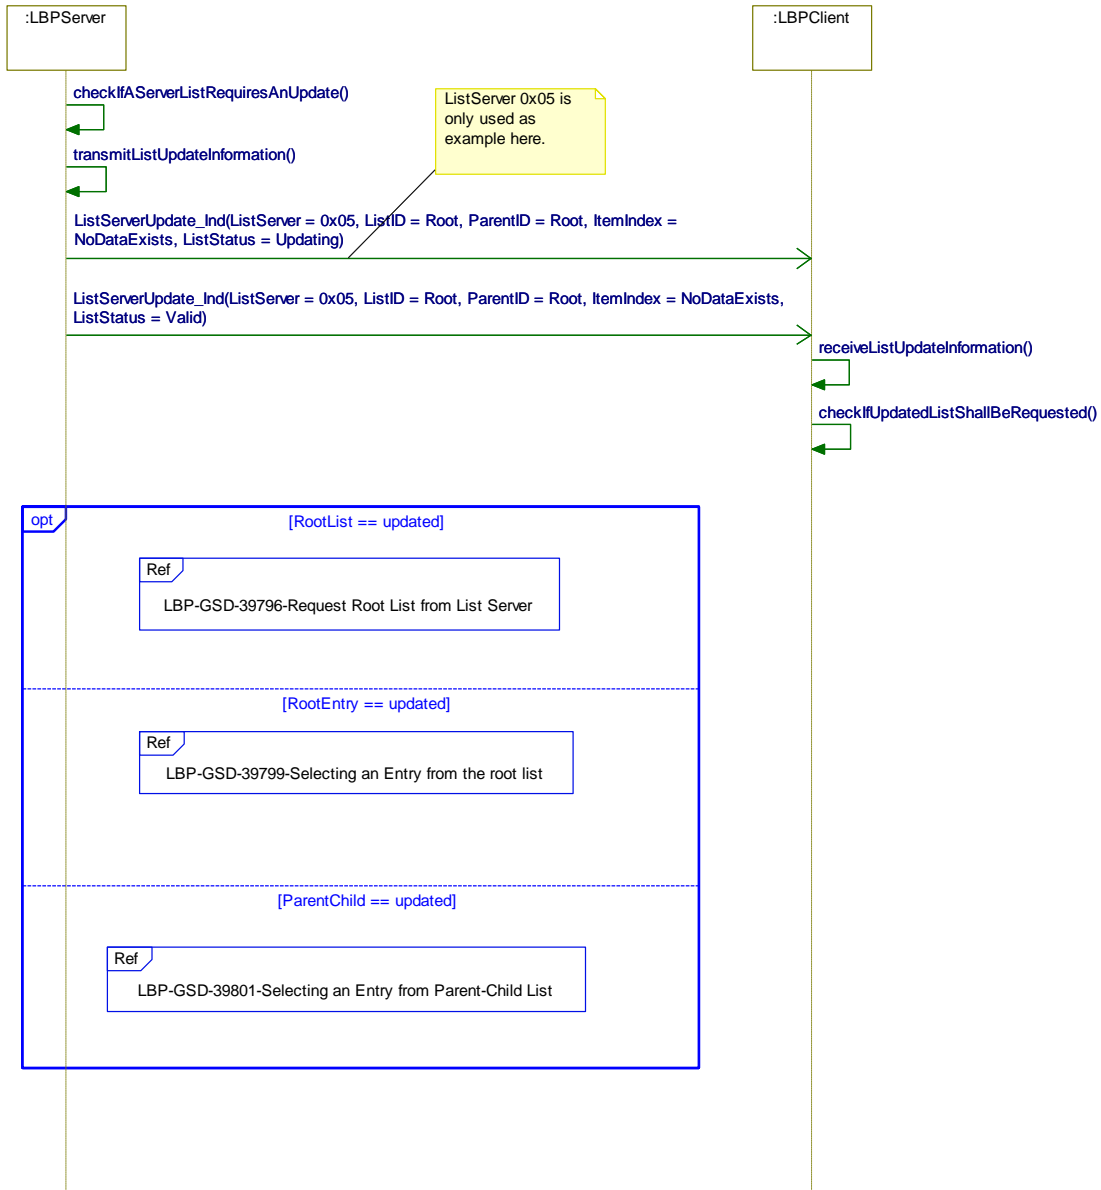 :LBPServer
:LBPClient
checkIfAServerListRequiresAnUpdate()
ListServer 0x05 is
only used as
example here.
transmitListUpdateInformation()
ListServerUpdate_Ind(ListServer = 0x05, ListID = Root, ParentID = Root, ItemIndex =
NoDataExists, ListStatus = Updating)
ListServerUpdate_Ind(ListServer = 0x05, ListID = Root, ParentID = Root, ItemIndex = NoDataExists,
ListStatus = Valid)
receiveListUpdateInformation()
checkIfUpdatedListShallBeRequested()
opt
[RootList == updated]
Ref
LBP-GSD-39796-Request Root List from List Server
[RootEntry == updated]
Ref
LBP-GSD-39799-Selecting an Entry from the root list
[ParentChild == updated]
Ref
LBP-GSD-39801-Selecting an Entry from Parent-Child List